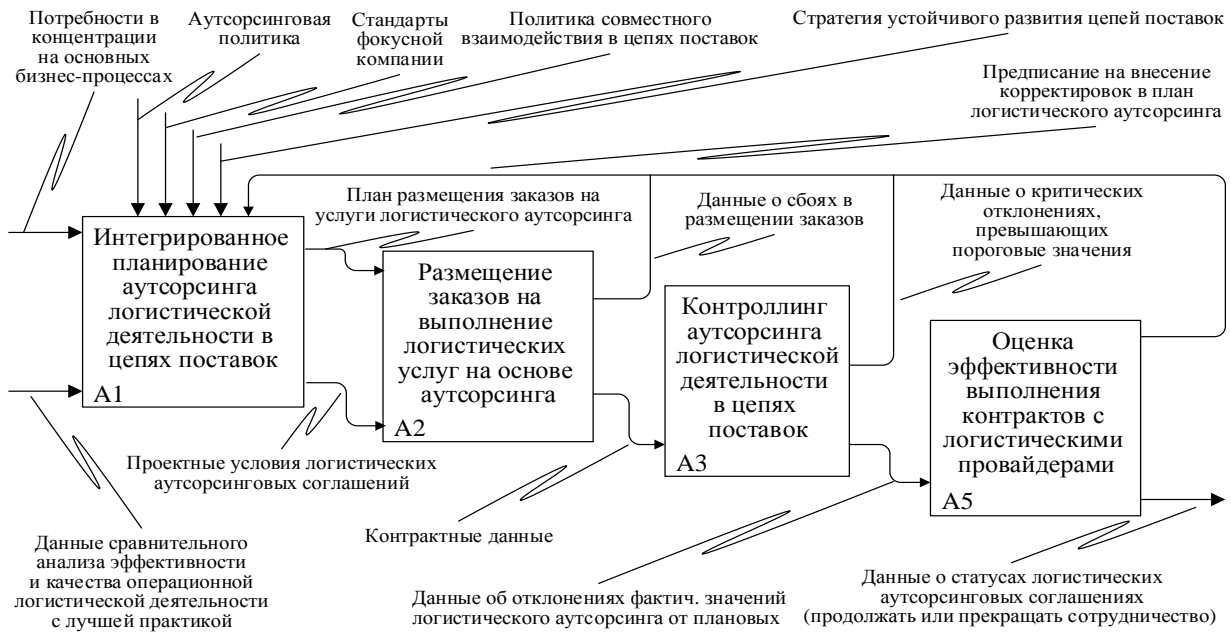 Потребности в
концентрации
на основных
бизнес-процессах
Аутсорсинговая
политика
Стандарты
фокусной
компании
Политика совместного
взаимодействия в цепях поставок
Стратегия устойчивого развития цепей поставок
Предписание на внесение
корректировок в план
логистического аутсорсинга
План размещения заказов на
услуги логистического аутсорсинга
Данные о сбоях в
размещении заказов
Данные о критических
отклонениях,
превышающих
пороговые значения
Интегрированное
планирование
аутсорсинга
логистической
деятельности в
цепях поставок
А1
Размещение
заказов на
выполнение
логистических
услуг на основе
аутсорсинга
А2
Контроллинг
аутсорсинга
логистической
деятельности
в цепях
поставок
А3
Оценка
эффективности
выполнения
контрактов с
логистическими
провайдерами
А5
Проектные условия логистических
аутсорсинговых соглашений
Контрактные данные
Данные сравнительного
анализа эффективности
и качества операционной
логистической деятельности
с лучшей практикой
Данные об отклонениях фактич. значений
логистического аутсорсинга от плановых
Данные о статусах логистических
аутсорсинговых соглашениях
(продолжать или прекращать сотрудничество)